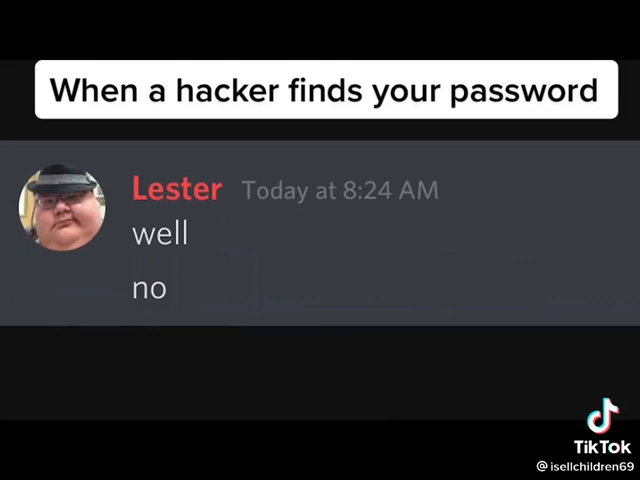 When a hacker finds your password
Lester Today at 8:24 AM
well
no
TikTok
@isellchildren69